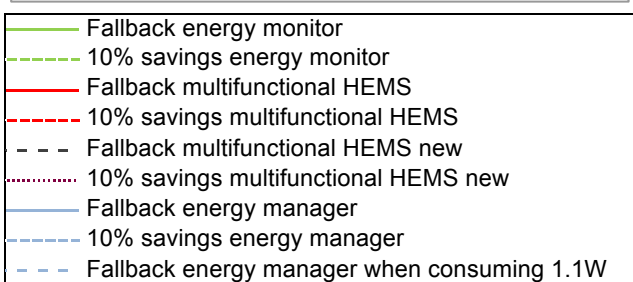 Fallback energy monitor
10% savings energy monitor
Fallback multifunctional HEMS
10% savings multifunctional HEMS
Fallback multifunctional HEMS new
10% savings multifunctional HEMS new
Fallback energy manager
10% savings energy manager
Fallback energy manager when consuming 1.1W